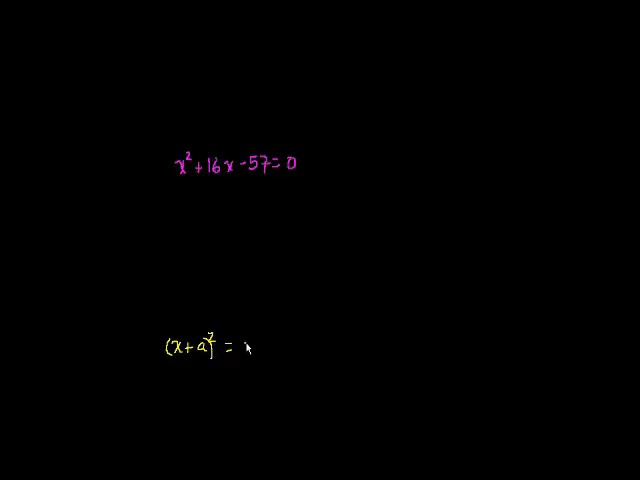 x² + 16x - 57 = 0
(x + a)² =